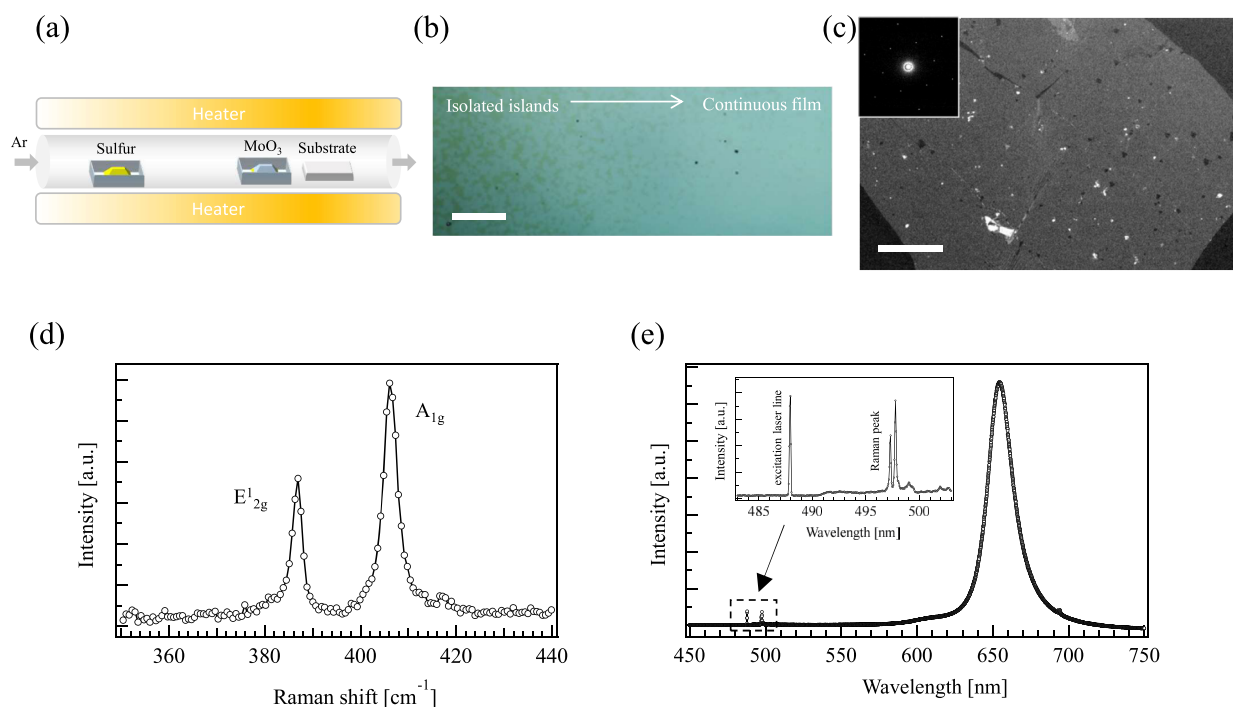 (a)
Heater
Ar
Sulfur
MoO3
Substrate
Heater
(b)
Isolated islands
Continuous film
(c)
(d)
Intensity [a.u.]
E12g
A1g
360
380
400
420
440
Raman shift [cm-1]
(e)
Intensity [a.u.]
Intensity [a.u.]
excitation laser line
Raman peak
485
490
495
500
Wavelength [nm]
450
500
550
600
650
700
750
Wavelength [nm]